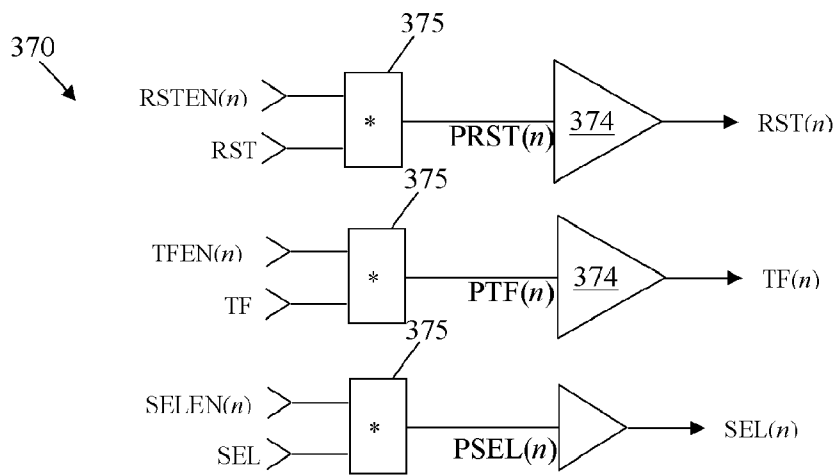 370
375
RSTEN(n)
RST
*
PRST(n)
374
RST(n)
375
TFEN(n)
TF
*
PTF(n)
374
TF(n)
375
SELEN(n)
SEL
*
PSEL(n)
SEL(n)